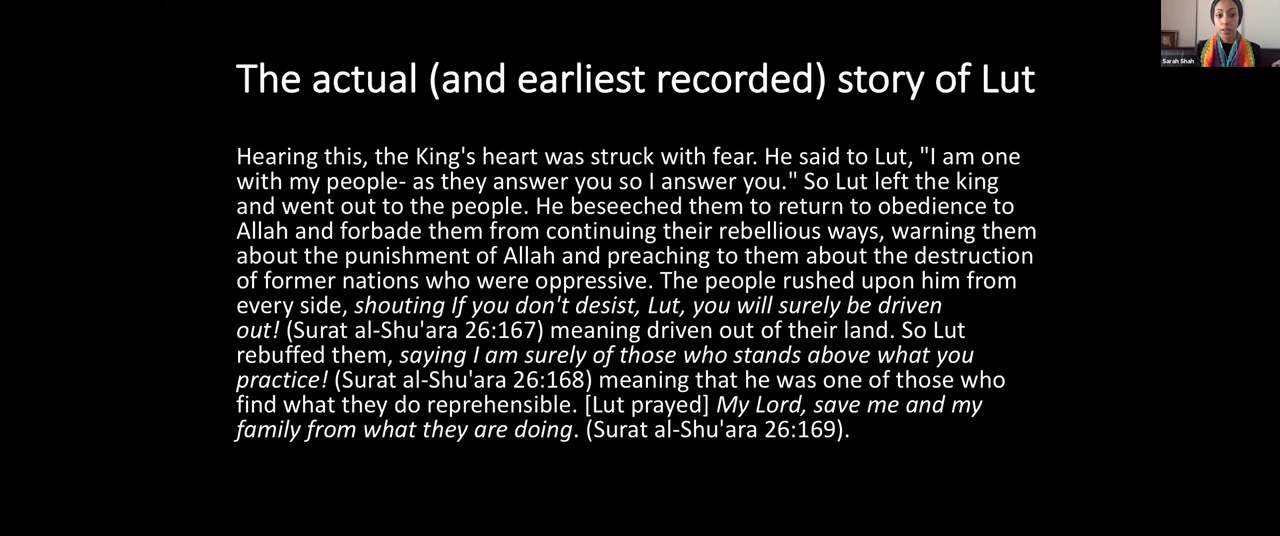 The actual (and earliest recorded) story of Lut
Sarah Shah
Hearing this, the King's heart was struck with fear. He said to Lut, "I am one
with my people- as they answer you so I answer you." So Lut left the king
and went out to the people. He beseeched them to return to obedience to
Allah and forbade them from continuing their rebellious ways, warning them
about the punishment of Allah and preaching to them about the destruction
of former nations who were oppressive. The people rushed upon him from
every side, shouting If you don't desist, Lut, you will surely be driven
out! (Surat al-Shu'ara 26:167) meaning driven out of their land. So Lut
rebuffed them, saying I am surely of those who stands above what you
practice! (Surat al-Shu'ara 26:168) meaning that he was one of those who
find what they do reprehensible. [Lut prayed] My Lord, save me and my
family from what they are doing. (Surat al-Shu'ara 26:169).